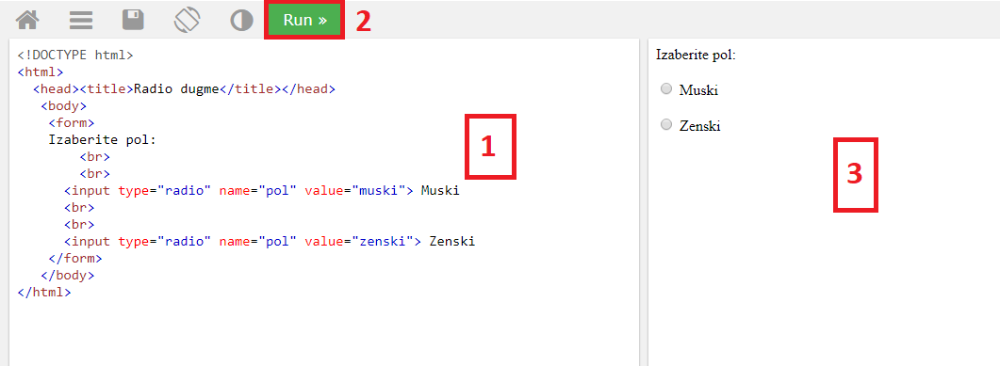 Run »
2
<!DOCTYPE html>
<html>
<head><title>Radio dugme</title></head>
<body>
<form>
Izaberite pol:
<br>
<br>
<input type="radio" name="pol" value="muski"> Muski
<br>
<br>
<input type="radio" name="pol" value="zenski"> Zenski
</form>
</body>
</html>
1
Izaberite pol:
Muski
Zenski
3